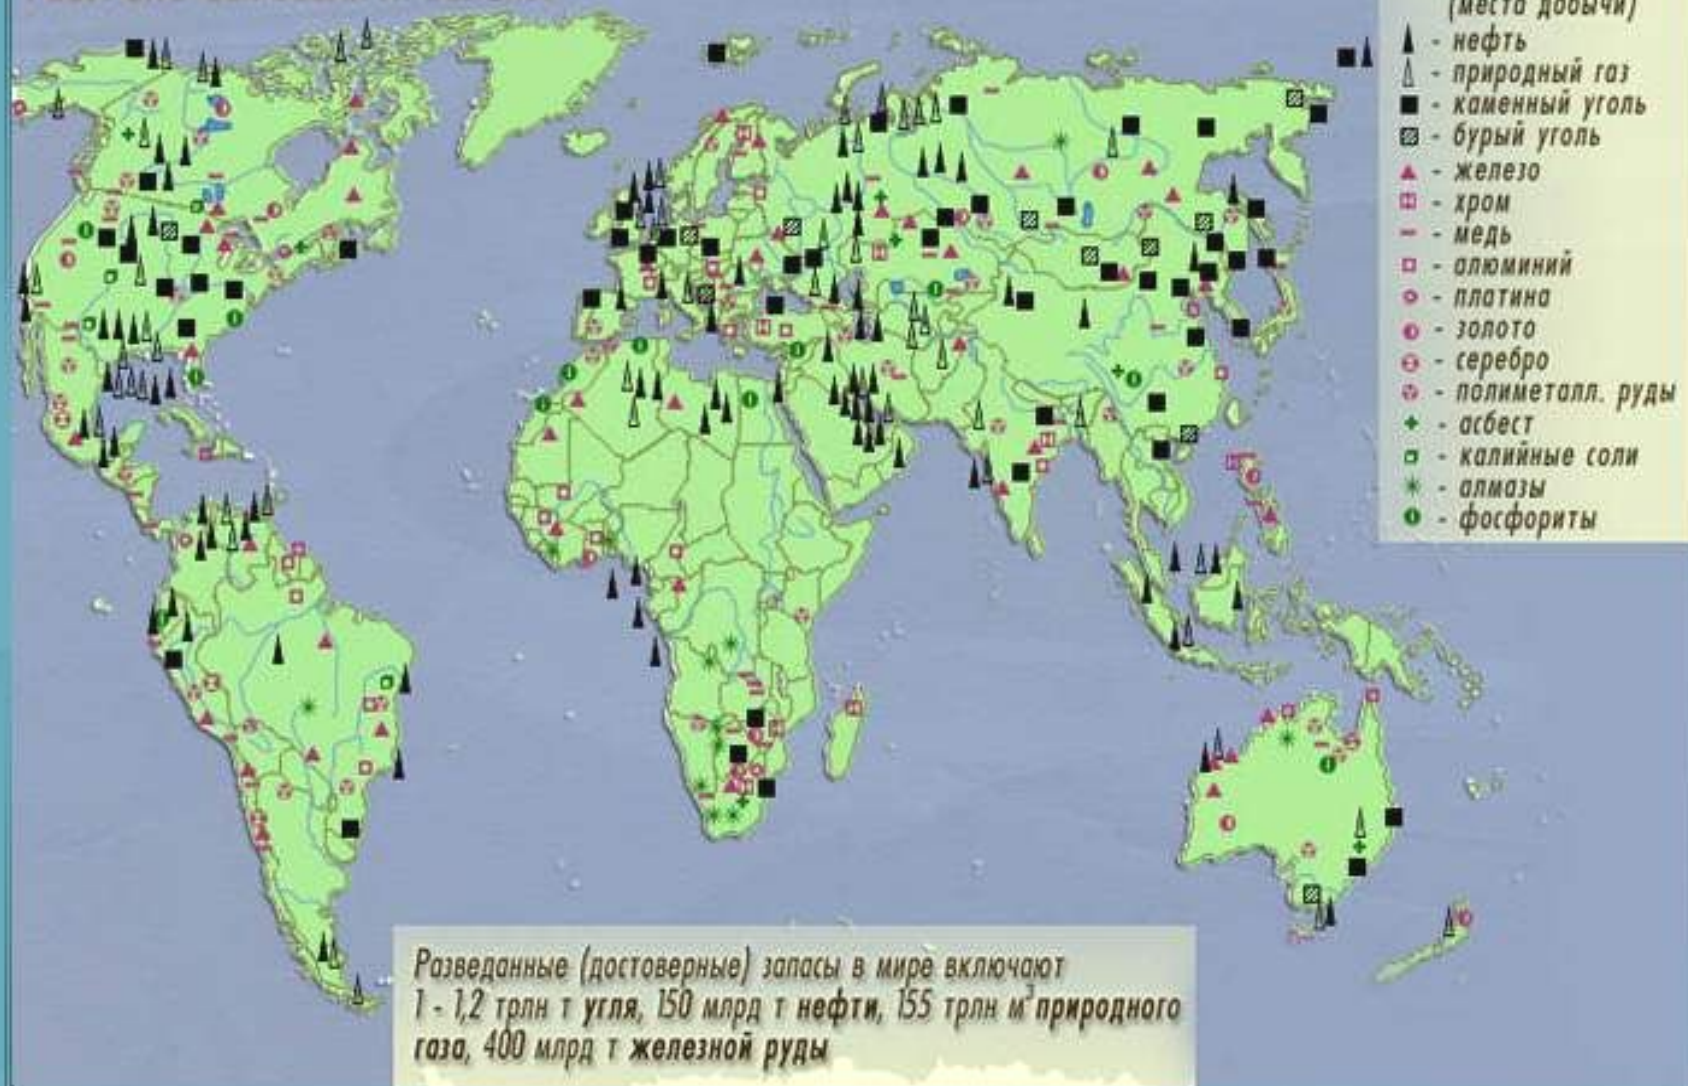 (места добычи)
- нефть
- природный газ
- каменный уголь
- бурый уголь
- железо
- хром
- медь
- алюминий
- платина
- золото
- серебро
- полиметалл. руды
- асбест
- калийные соли
- алмазы
- фосфориты
Разведанные (достоверные) запасы в мире включают
1 - 1,2 трлн т угля, 150 млрд т нефти, 155 трлн м³ природного
газа, 400 млрд т железной руды